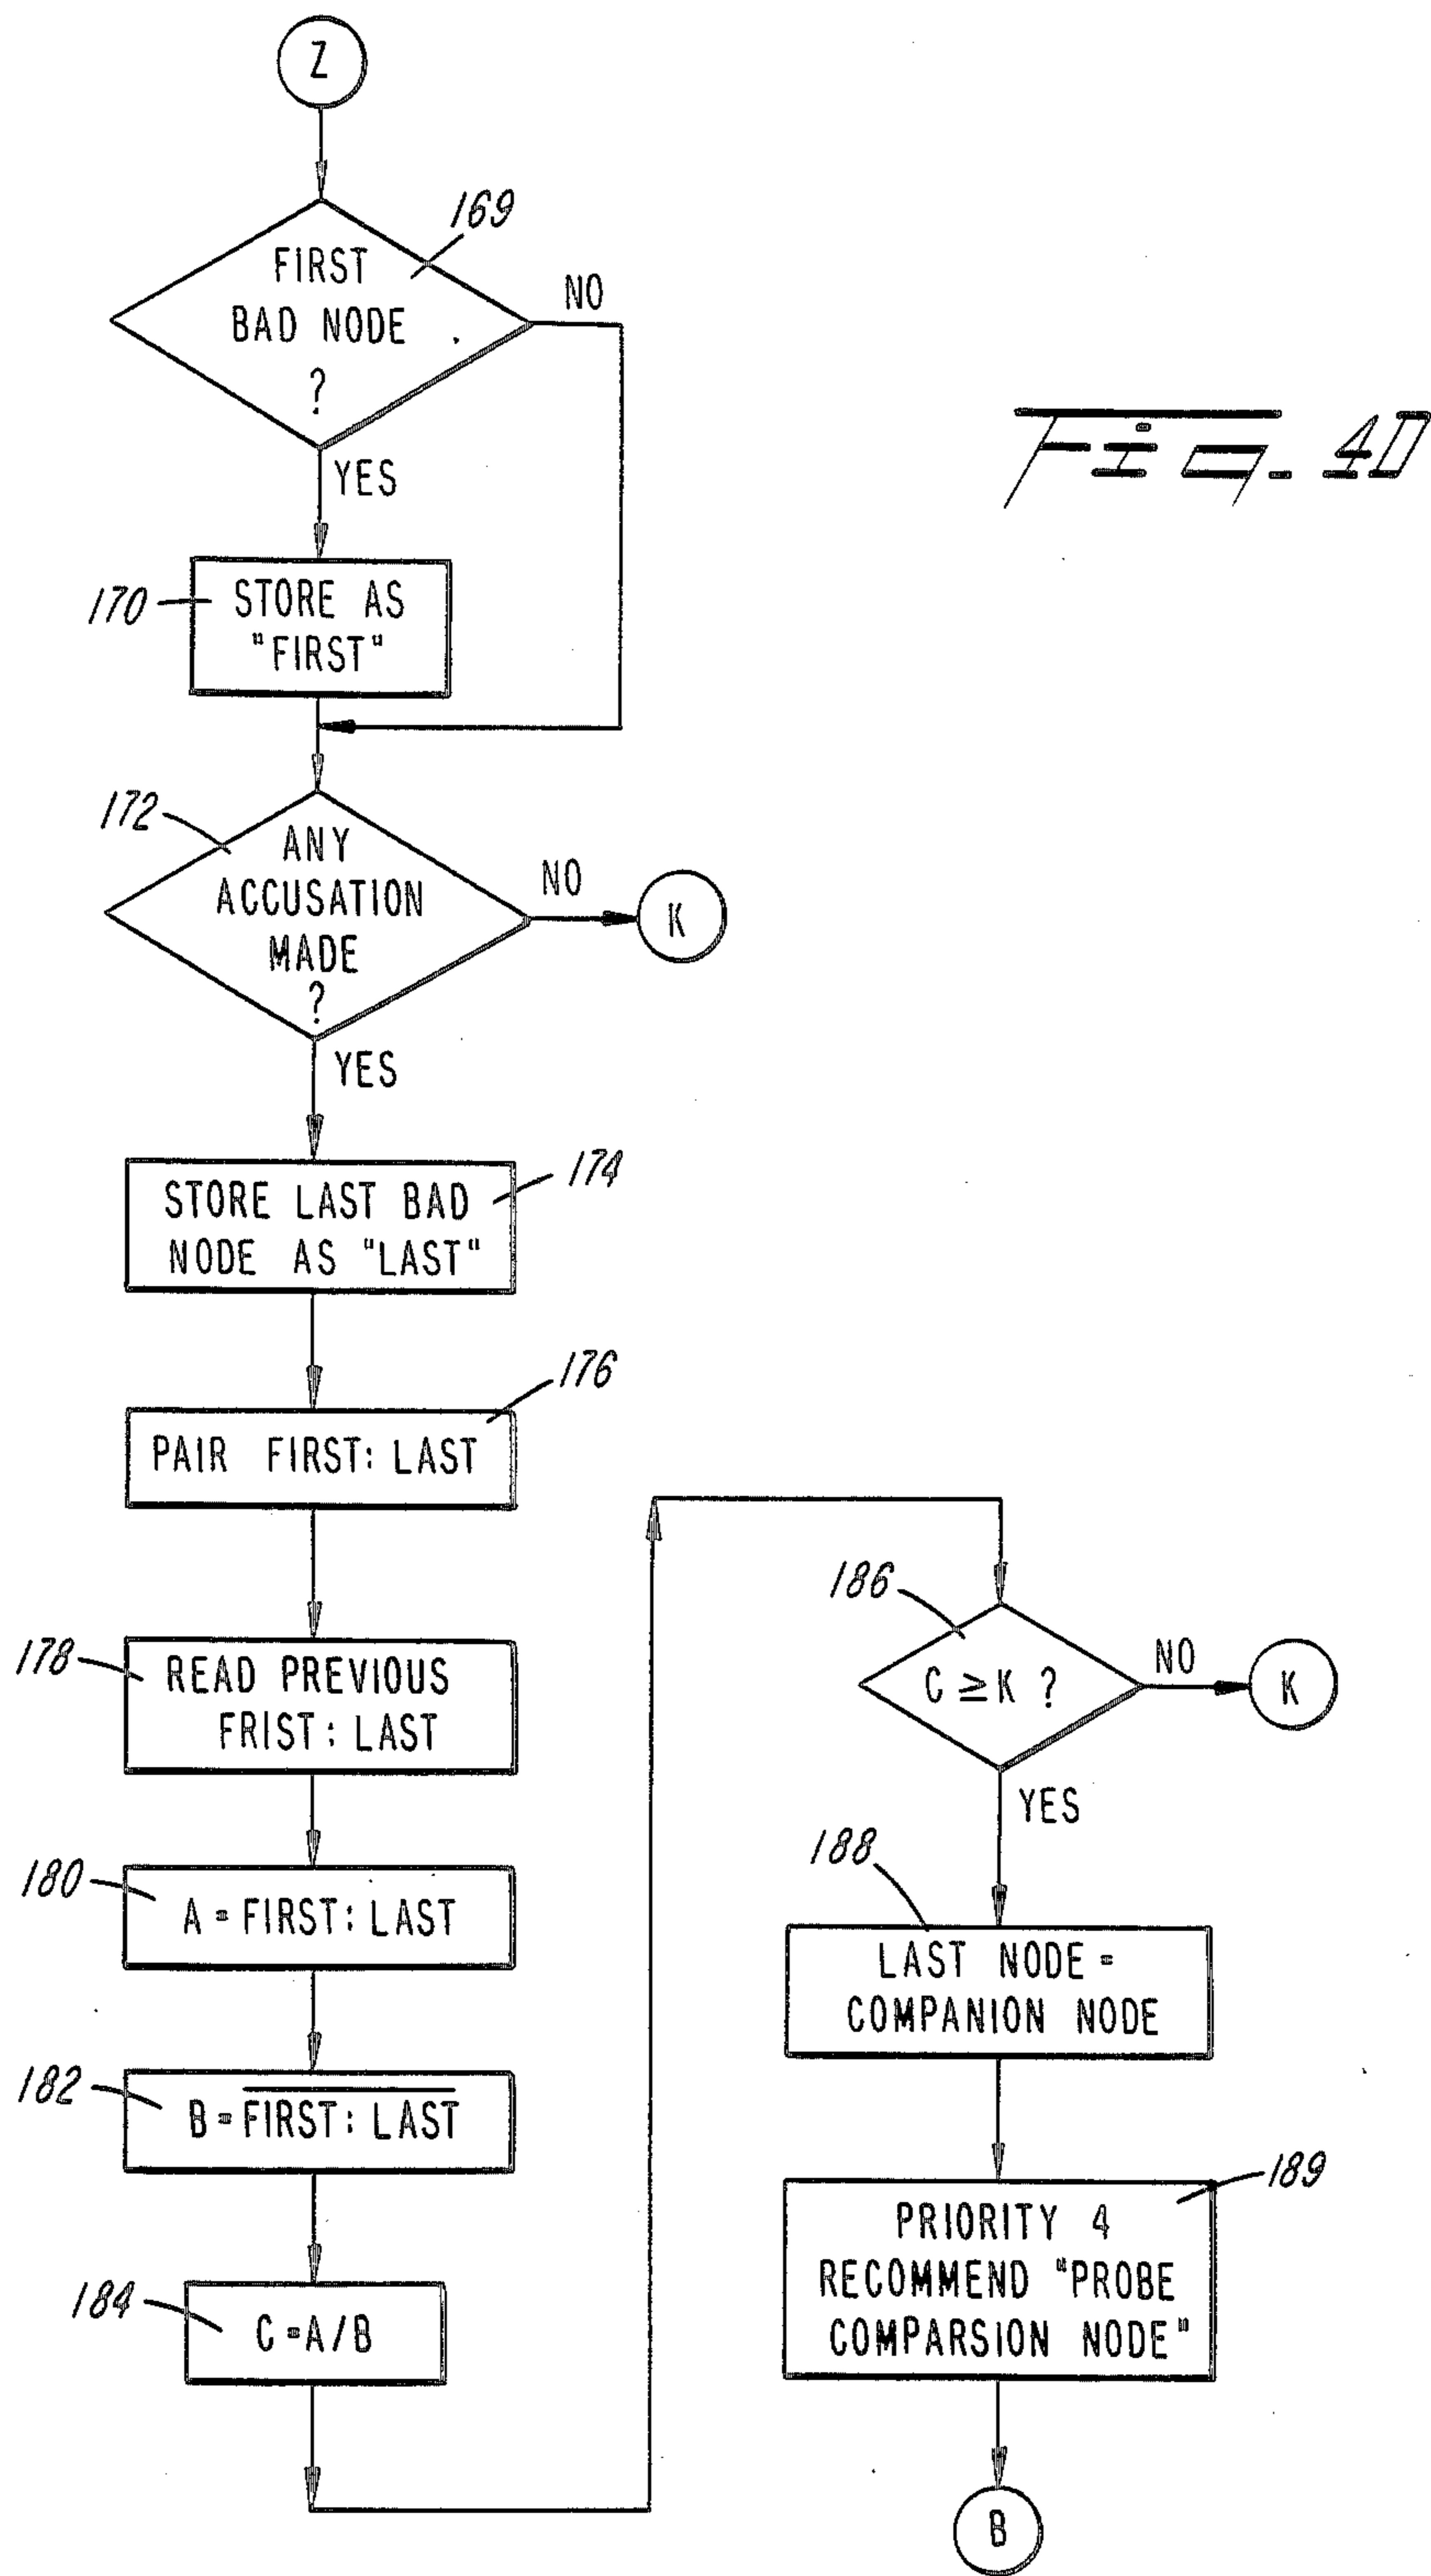 Z
169
FIRST
BAD NODE
?
NO
YES
Fig. 4D
170
STORE AS
"FIRST"
172
ANY
ACCUSATION
MADE
?
NO
K
YES
174
STORE LAST BAD
NODE AS "LAST"
176
PAIR FIRST: LAST
178
READ PREVIOUS
FRIST: LAST
180
A = FIRST: LAST
182
B = F̅I̅R̅S̅T̅:̅ ̅L̅A̅S̅T̅
184
C = A/B
186
C ≥ K ?
NO
K
YES
188
LAST NODE =
COMPANION NODE
189
PRIORITY 4
RECOMMEND "PROBE
COMPARSION NODE"
B